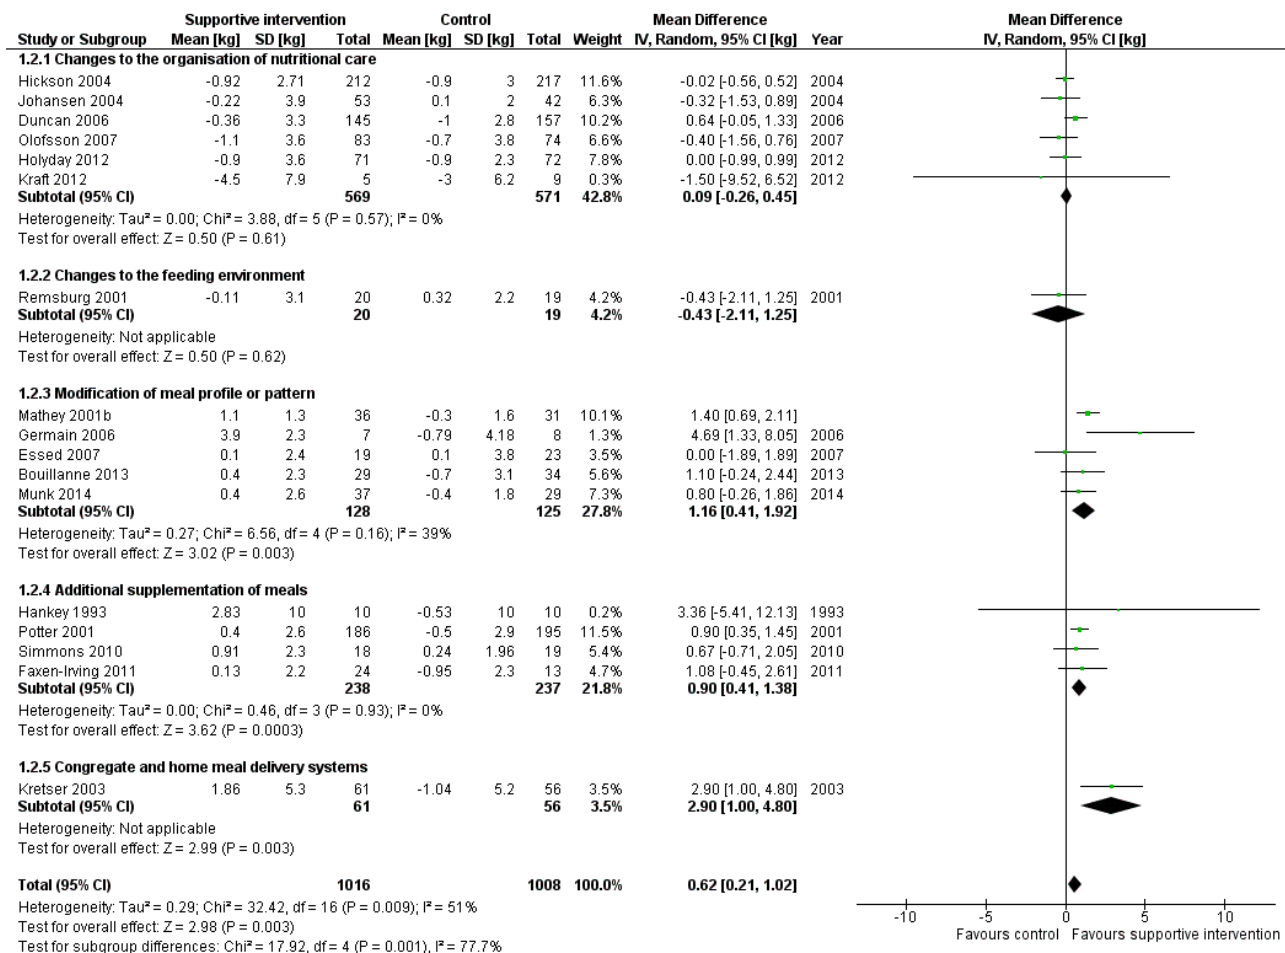 Supportive intervention Control Mean Difference Mean Difference
Study or Subgroup Mean [kg] SD [kg] Total Mean [kg] SD [kg] Total Weight IV, Random, 95% CI [kg] Year IV, Random, 95% CI [kg]
1.2.1 Changes to the organisation of nutritional care
Hickson 2004 -0.92 2.71 212 -0.9 3 217 11.6% -0.02 [-0.56, 0.52] 2004
Johansen 2004 -0.22 3.9 53 0.1 2 42 6.3% -0.32 [-1.53, 0.89] 2004
Duncan 2006 -0.36 3.3 145 -1 2.8 157 10.2% 0.64 [-0.05, 1.33] 2006
Olofsson 2007 -1.1 3.6 83 -0.7 3.8 74 6.6% -0.40 [-1.56, 0.76] 2007
Holyday 2012 -0.9 3.6 71 -0.9 2.3 72 7.8% 0.00 [-0.99, 0.99] 2012
Kraft 2012 -4.5 7.9 5 -3 6.2 9 0.3% -1.50 [-9.52, 6.52] 2012
Subtotal (95% CI) 569 571 42.8% 0.09 [-0.26, 0.45]
Heterogeneity: Tau² = 0.00; Chi² = 3.88, df = 5 (P = 0.57); I² = 0%
Test for overall effect: Z = 0.50 (P = 0.61)
1.2.2 Changes to the feeding environment
Remsburg 2001 -0.11 3.1 20 0.32 2.2 19 4.2% -0.43 [-2.11, 1.25] 2001
Subtotal (95% CI) 20 19 4.2% -0.43 [-2.11, 1.25]
Heterogeneity: Not applicable
Test for overall effect: Z = 0.50 (P = 0.62)
1.2.3 Modification of meal profile or pattern
Mathey 2001b 1.1 1.3 36 -0.3 1.6 31 10.1% 1.40 [0.69, 2.11]
Germain 2006 3.9 2.3 7 -0.79 4.18 8 1.3% 4.69 [1.33, 8.05] 2006
Essed 2007 0.1 2.4 19 0.1 3.8 23 3.5% 0.00 [-1.89, 1.89] 2007
Bouillanne 2013 0.4 2.3 29 -0.7 3.1 34 5.6% 1.10 [-0.24, 2.44] 2013
Munk 2014 0.4 2.6 37 -0.4 1.8 29 7.3% 0.80 [-0.26, 1.86] 2014
Subtotal (95% CI) 128 125 27.8% 1.16 [0.41, 1.92]
Heterogeneity: Tau² = 0.27; Chi² = 6.56, df = 4 (P = 0.16); I² = 39%
Test for overall effect: Z = 3.02 (P = 0.003)
1.2.4 Additional supplementation of meals
Hankey 1993 2.83 10 10 -0.53 10 10 0.2% 3.36 [-5.41, 12.13] 1993
Potter 2001 0.4 2.6 186 -0.5 2.9 195 11.5% 0.90 [0.35, 1.45] 2001
Simmons 2010 0.91 2.3 18 0.24 1.96 19 5.4% 0.67 [-0.71, 2.05] 2010
Faxen-Irving 2011 0.13 2.2 24 -0.95 2.3 13 4.7% 1.08 [-0.45, 2.61] 2011
Subtotal (95% CI) 238 237 21.8% 0.90 [0.41, 1.38]
Heterogeneity: Tau² = 0.00; Chi² = 0.46, df = 3 (P = 0.93); I² = 0%
Test for overall effect: Z = 3.62 (P = 0.0003)
1.2.5 Congregate and home meal delivery systems
Kretser 2003 1.86 5.3 61 -1.04 5.2 56 3.5% 2.90 [1.00, 4.80] 2003
Subtotal (95% CI) 61 56 3.5% 2.90 [1.00, 4.80]
Heterogeneity: Not applicable
Test for overall effect: Z = 2.99 (P = 0.003)
Total (95% CI) 1016 1008 100.0% 0.62 [0.21, 1.02]
Heterogeneity: Tau² = 0.29; Chi² = 32.42, df = 16 (P = 0.009); I² = 51%
Test for overall effect: Z = 2.98 (P = 0.003)
Test for subgroup differences: Chi² = 17.92, df = 4 (P = 0.001), I² = 77.7%
-10 -5 0 5 10
Favours control Favours supportive intervention